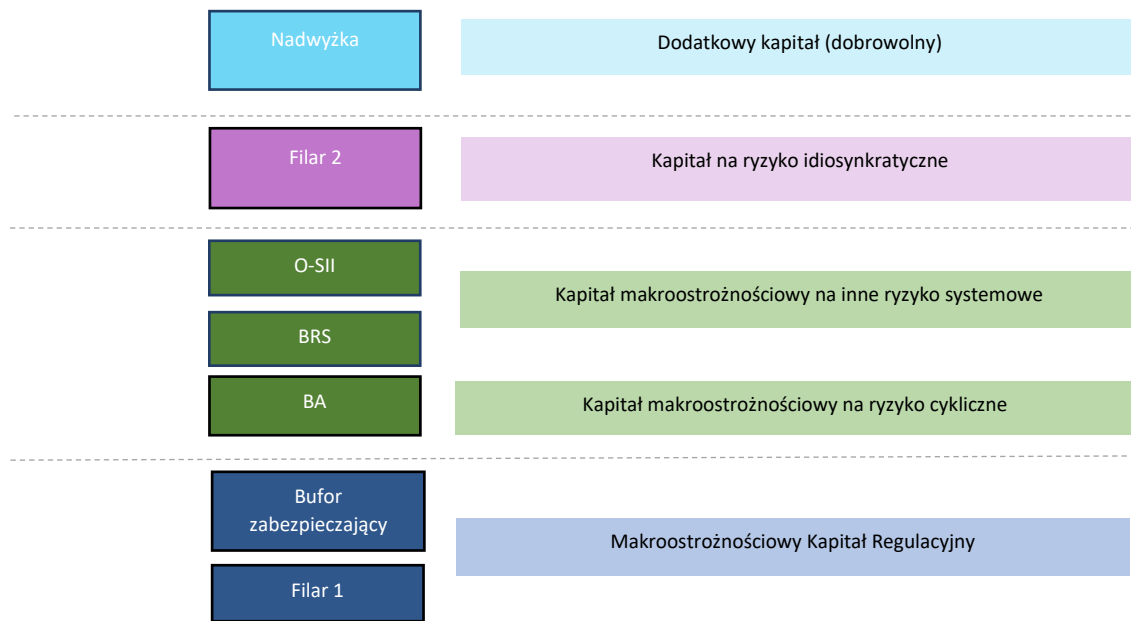 Nadwyżka
Dodatkowy kapitał (dobrowolny)
Filar 2
Kapitał na ryzyko idiosynkratyczne
O-SII
Kapitał makroostrożnościowy na inne ryzyko systemowe
BRS
BA
Kapitał makroostrożnościowy na ryzyko cykliczne
Bufor
zabezpieczający
Makroostrożnościowy Kapitał Regulacyjny
Filar 1